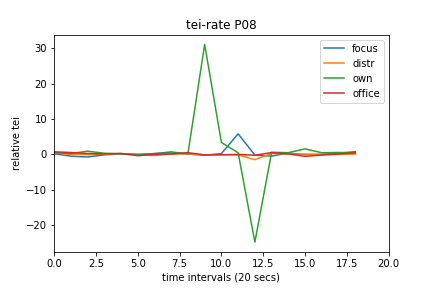 tei-rate P08
focus
distr
own
office
30
20
10
0
−10
−20
relative tei
0.0 2.5 5.0 7.5 10.0 12.5 15.0 17.5 20.0
time intervals (20 secs)